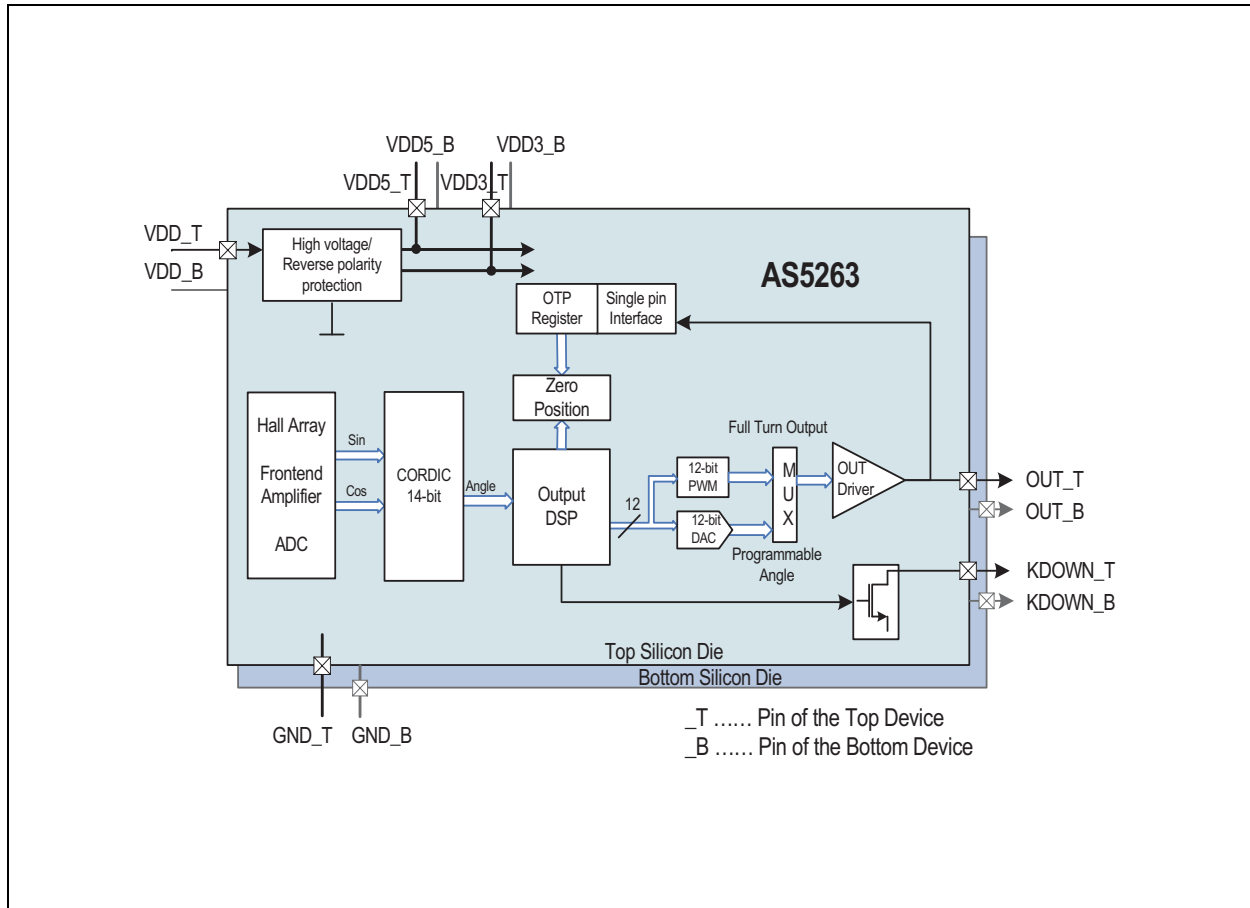 VDD5_B
VDD3_B
VDD5_T
VDD3_T
VDD_T
VDD_B
High voltage/
Reverse polarity
protection
AS5263
OTP
Register
Single pin
Interface
Zero
Position
Hall Array
Frontend
Amplifier
ADC
Sin
Cos
CORDIC
14-bit
Angle
Output
DSP
12
Full Turn Output
12-bit
PWM
12-bit
DAC
M
U
X
Programmable
Angle
OUT
Driver
OUT_T
OUT_B
KDOWN_T
KDOWN_B
Top Silicon Die
Bottom Silicon Die
GND_T
GND_B
_T ...... Pin of the Top Device
_B ...... Pin of the Bottom Device